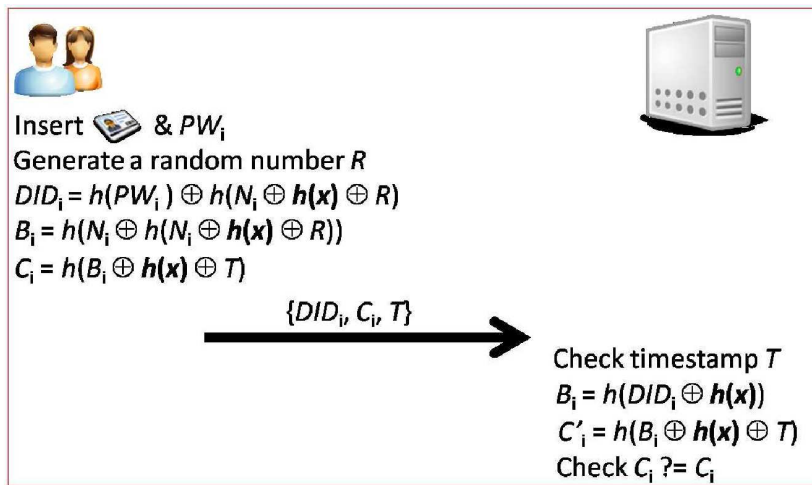 Insert & PWᵢ
Generate a random number R
DIDᵢ = h(PWᵢ) ⊕ h(Nᵢ ⊕ h(x) ⊕ R)
Bᵢ = h(Nᵢ ⊕ h(Nᵢ ⊕ h(x) ⊕ R))
Cᵢ = h(Bᵢ ⊕ h(x) ⊕ T)
{DIDᵢ, Cᵢ, T}
Check timestamp T
Bᵢ = h(DIDᵢ ⊕ h(x))
C'ᵢ = h(Bᵢ ⊕ h(x) ⊕ T)
Check Cᵢ ?= Cᵢ